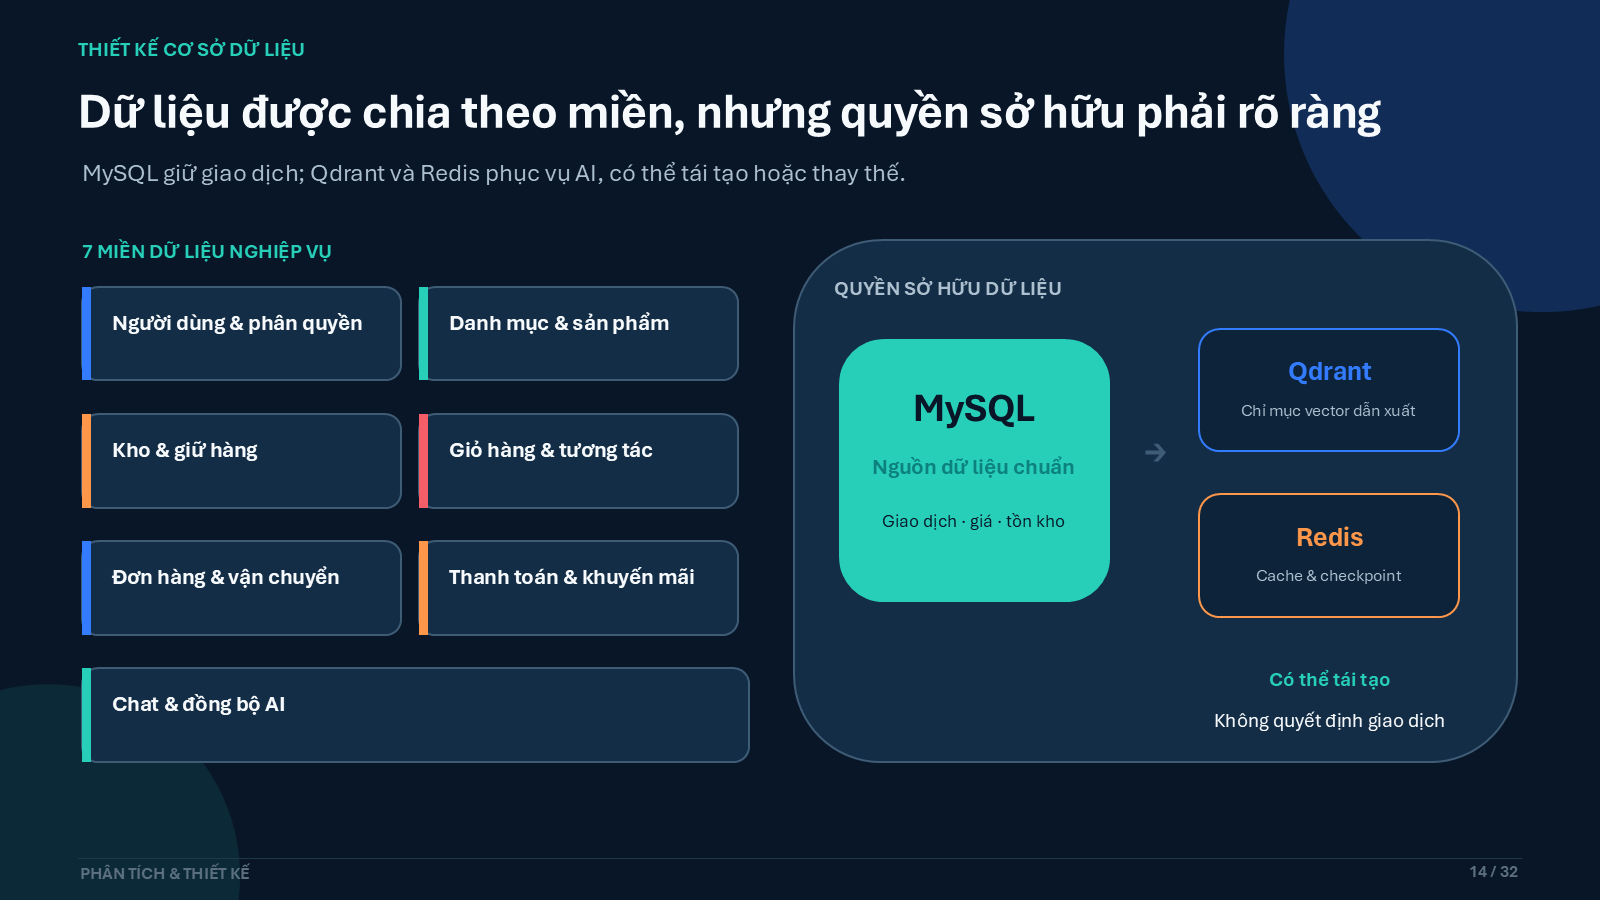 THIẾT KẾ CƠ SỞ DỮ LIỆU
Dữ liệu được chia theo miền, nhưng quyền sở hữu phải rõ ràng
MySQL giữ giao dịch; Qdrant và Redis phục vụ AI, có thể tái tạo hoặc thay thế.
7 MIỀN DỮ LIỆU NGHIỆP VỤ
Người dùng & phân quyền
Danh mục & sản phẩm
Kho & giữ hàng
Giỏ hàng & tương tác
Đơn hàng & vận chuyển
Thanh toán & khuyến mãi
Chat & đồng bộ AI
QUYỀN SỞ HỮU DỮ LIỆU
MySQL
Nguồn dữ liệu chuẩn
Giao dịch · giá · tồn kho
→
Qdrant
Chỉ mục vector dẫn xuất
Redis
Cache & checkpoint
Có thể tái tạo
Không quyết định giao dịch
PHÂN TÍCH & THIẾT KẾ
14 / 32